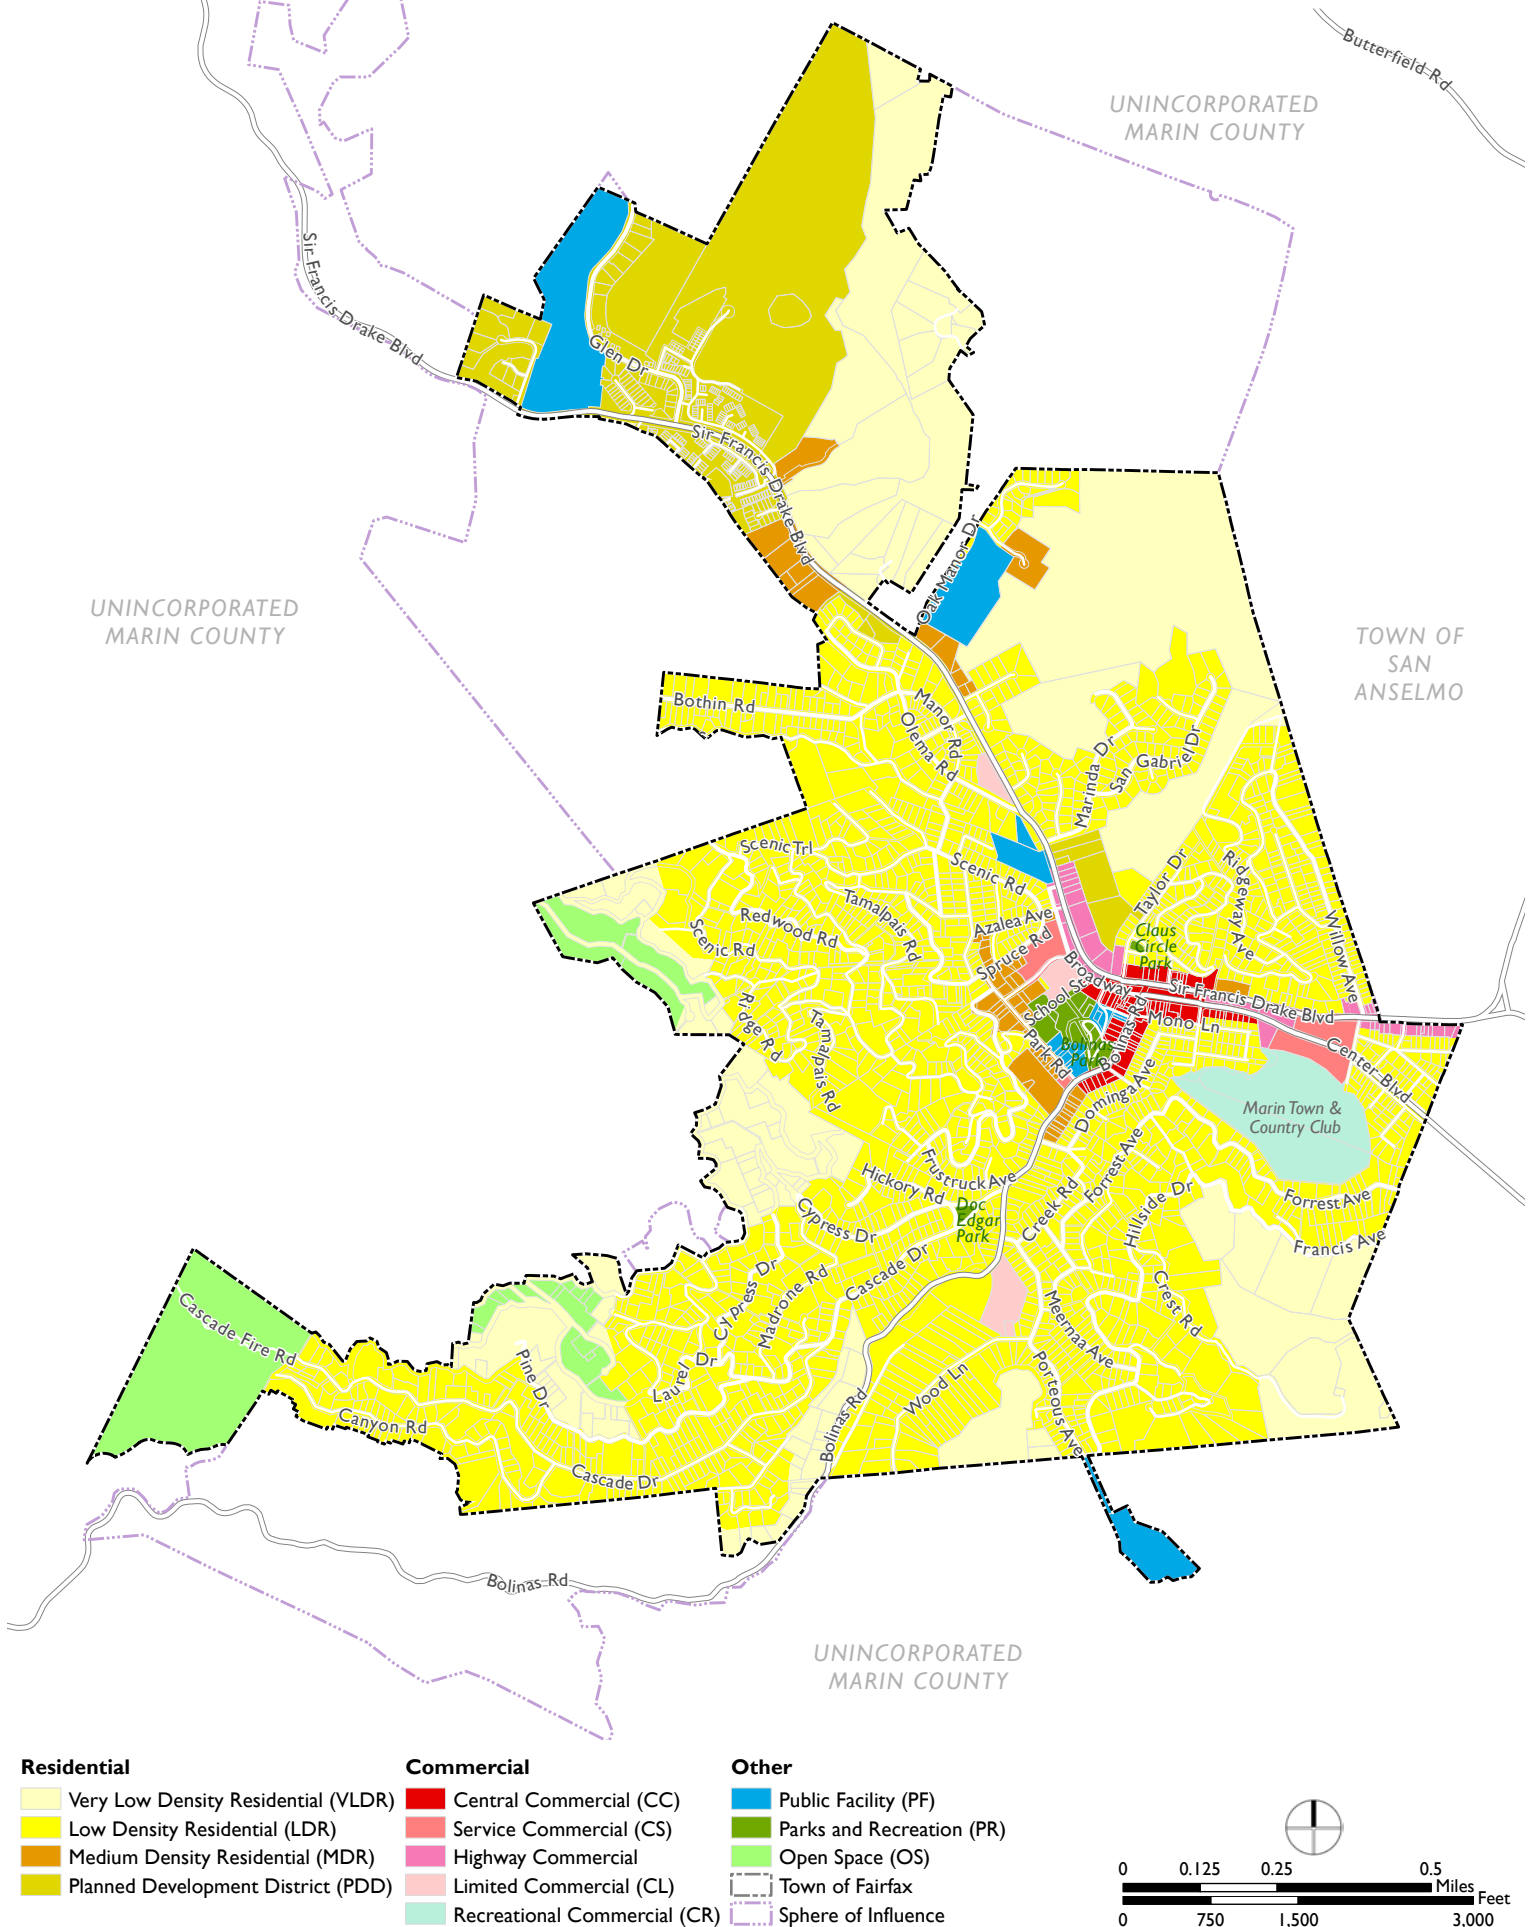 Butterfield Rd
UNINCORPORATED
MARIN COUNTY
Sir Francis Drake Blvd
Glen Dr
Sir Francis Drake Blvd
Oak Manor Dr
UNINCORPORATED
MARIN COUNTY
TOWN OF
SAN
ANSELMO
Bothin Rd
Manor Rd
Olema Rd
Marinda Dr
San Gabriel Dr
Scenic Trl
Scenic Rd
Taylor Dr
Ridgeway Ave
Willow Ave
Tamalpais Rd
Redwood Rd
Scenic Rd
Azalea Ave
Spruce Rd
Claus
Circle
Park
Broadway
School St
Sir Francis Drake Blvd
Ridge Rd
Tamalpais Rd
Bolinas Rd
Mono Ln
Bolinas
Park
Park Rd
Center Blvd
Dominga Ave
Marin Town &
Country Club
Forrest Ave
Frustruck Ave
Hickory Rd
Doc
Edgar
Park
Creek Rd
Hillside Dr
Forrest Ave
Francis Ave
Cypress Dr
Cascade Dr
Cypress Dr
Madrone Rd
Crest Rd
Meernaa Ave
Cascade Fire Rd
Pine Dr
Laurel Dr
Wood Ln
Porteous Ave
Canyon Rd
Bolinas Rd
Cascade Dr
Bolinas Rd
UNINCORPORATED
MARIN COUNTY
Residential
Very Low Density Residential (VLDR)
Low Density Residential (LDR)
Medium Density Residential (MDR)
Planned Development District (PDD)
Commercial
Central Commercial (CC)
Service Commercial (CS)
Highway Commercial
Limited Commercial (CL)
Recreational Commercial (CR)
Other
Public Facility (PF)
Parks and Recreation (PR)
Open Space (OS)
Town of Fairfax
Sphere of Influence
0 0.125 0.25 0.5
Miles
Feet
0 750 1,500 3,000